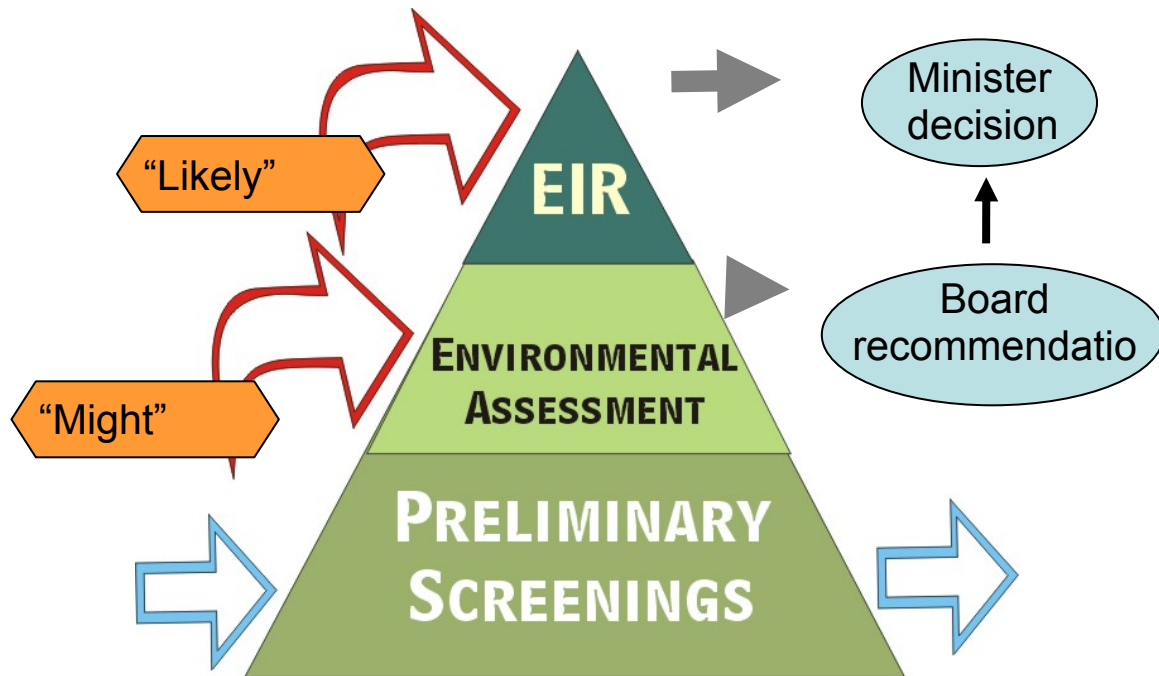 Minister
decision
“Likely”
EIR
Board
recommendatio
ENVIRONMENTAL
ASSESSMENT
“Might”
PRELIMINARY
SCREENINGS